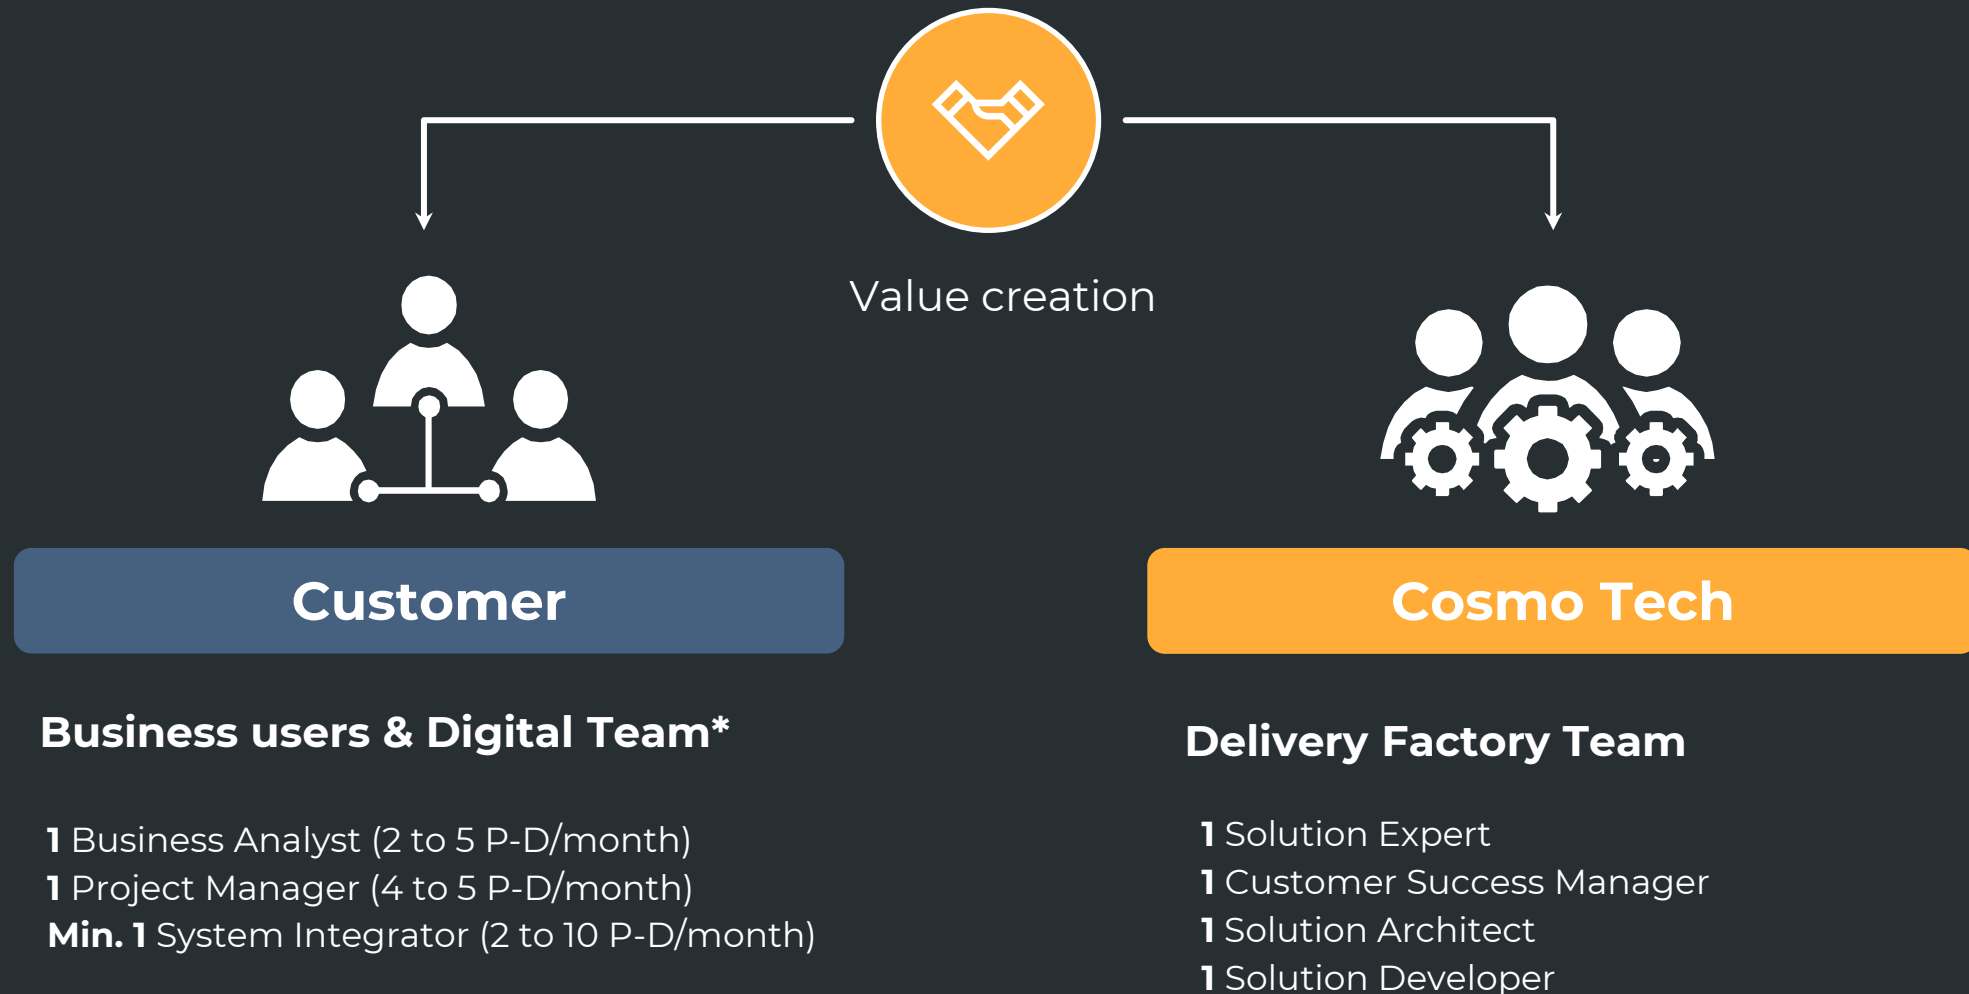 Value creation
Customer
Business users & Digital Team*
1 Business Analyst (2 to 5 P-D/month)
1 Project Manager (4 to 5 P-D/month)
Min. 1 System Integrator (2 to 10 P-D/month)
Cosmo Tech
Delivery Factory Team
1 Solution Expert
1 Customer Success Manager
1 Solution Architect
1 Solution Developer